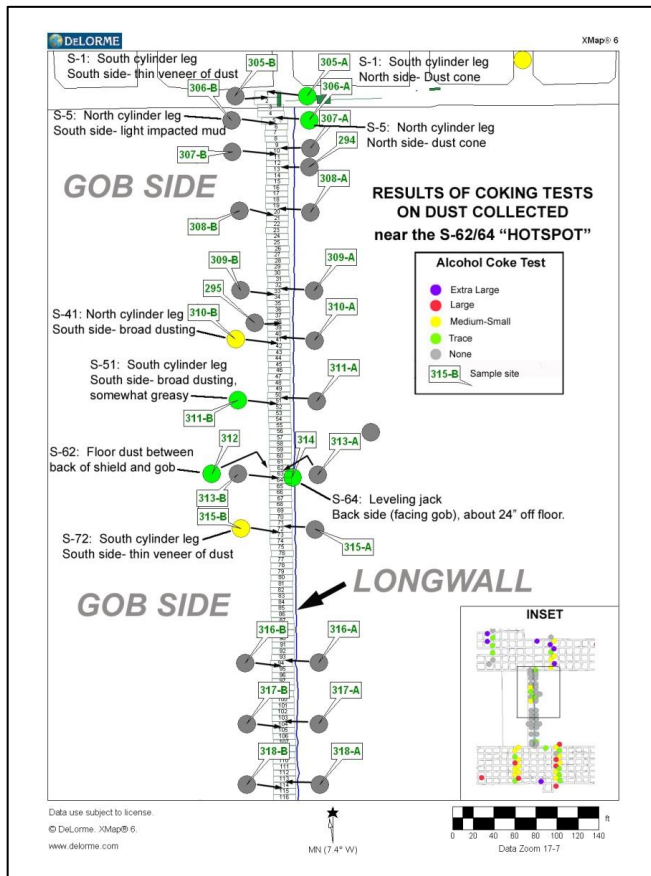 DELORME
XMap® 6
S-1: South cylinder leg
South side- thin veneer of dust
305-B
305-A
S-1: South cylinder leg
North side- Dust cone
306-B
306-A
S-5: North cylinder leg
South side- light impacted mud
307-A
S-5: North cylinder leg
North side- dust cone
307-B
294
GOB SIDE
308-A
308-B
RESULTS OF COKING TESTS
ON DUST COLLECTED
near the S-62/64 “HOTSPOT”
Alcohol Coke Test
Extra Large
Large
Medium-Small
Trace
None
315-B Sample site
309-B
309-A
295
S-41: North cylinder leg
South side- broad dusting
310-B
310-A
S-51: South cylinder leg
South side- broad dusting,
somewhat greasy
311-A
311-B
312
314
313-A
S-62: Floor dust between
back of shield and gob
313-B
S-64: Leveling jack
Back side (facing gob), about 24" off floor.
315-B
S-72: South cylinder leg
South side- thin veneer of dust
315-A
GOB SIDE
LONGWALL
INSET
316-B
316-A
317-B
317-A
318-B
318-A
Data use subject to license.
© DeLorme. XMap® 6.
www.delorme.com
MN (7.4° W)
ft
0 20 40 60 80 100 120 140
Data Zoom 17-7